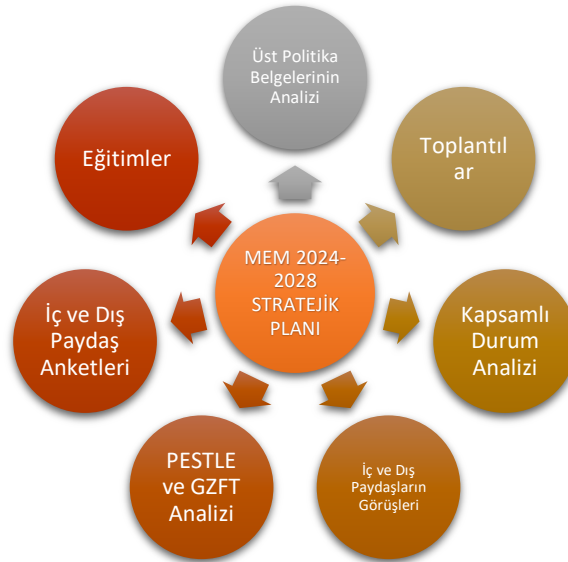 Üst Politika
Belgelerinin
Analizi
Toplantıl
ar
Kapsamlı
Durum
Analizi
İç ve Dış
Paydaşların
Görüşleri
PESTLE
ve GZFT
Analizi
İç ve Dış
Paydaş
Anketleri
Eğitimler
MEM 2024-
2028
STRATEJİK
PLANI